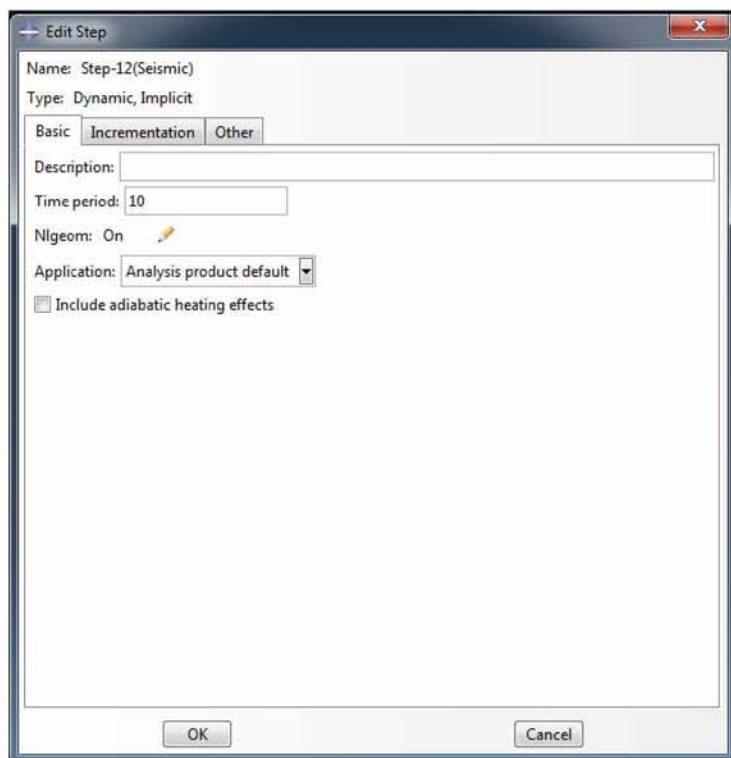 Edit Step
Name: Step-12(Seismic)
Type: Dynamic, Implicit
Basic Incrementation Other
Description:
Time period: 10
Nlgeom: On
Application: Analysis product default
Include adiabatic heating effects
OK Cancel